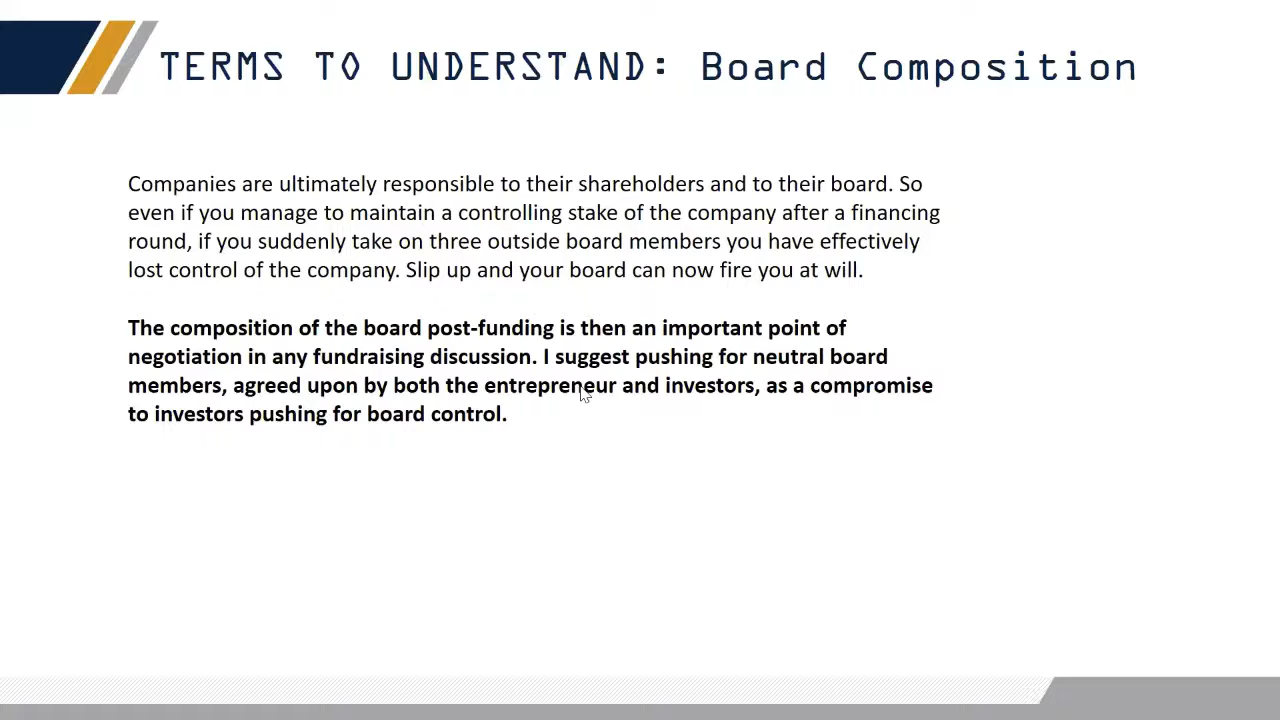 TERMS TO UNDERSTAND: Board Composition
Companies are ultimately responsible to their shareholders and to their board. So
even if you manage to maintain a controlling stake of the company after a financing
round, if you suddenly take on three outside board members you have effectively
lost control of the company. Slip up and your board can now fire you at will.
The composition of the board post-funding is then an important point of
negotiation in any fundraising discussion. I suggest pushing for neutral board
members, agreed upon by both the entrepreneur and investors, as a compromise
to investors pushing for board control.